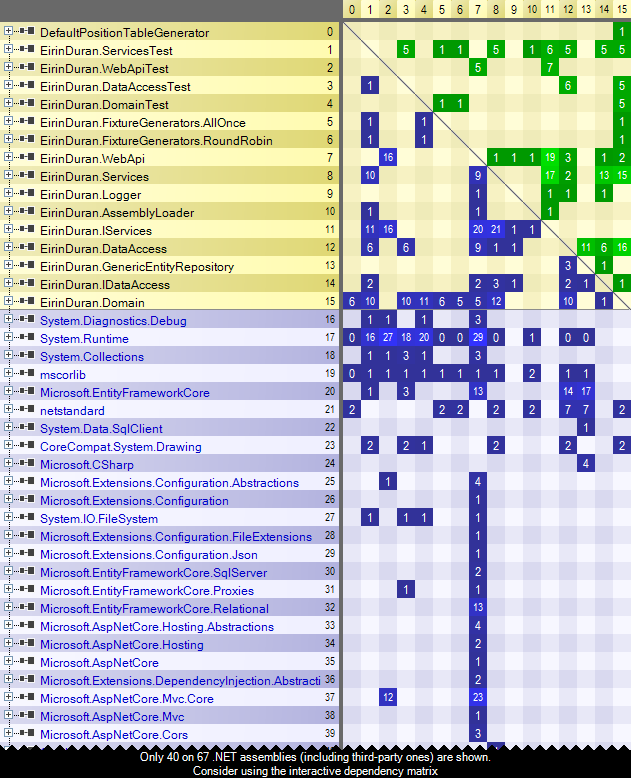 0 1 2 3 4 5 6 7 8 9 10 11 12 13 14 15
DefaultPositionTableGenerator 0 1
EirinDuran.ServicesTest 1 5 1 1 5 1 6 5 5 5
EirinDuran.WebApiTest 2 5 7
EirinDuran.DataAccessTest 3 1 6 5
EirinDuran.DomainTest 4 1 1 5
EirinDuran.FixtureGenerators.AllOnce 5 1 1 1
EirinDuran.FixtureGenerators.RoundRobin 6 1 1 1
EirinDuran.WebApi 7 16 1 1 1 19 3 1 2
EirinDuran.Services 8 10 9 17 2 13 15
EirinDuran.Logger 9 1 1 1 1
EirinDuran.AssemblyLoader 10 1 1 1
EirinDuran.IServices 11 11 16 20 21 1 1
EirinDuran.DataAccess 12 6 6 9 1 1 11 6 16
EirinDuran.GenericEntityRepository 13 3 1
EirinDuran.IDataAccess 14 2 2 3 1 2 1 1
EirinDuran.Domain 15 6 10 10 11 6 5 5 12 10 1
System.Diagnostics.Debug 16 1 1 1 3
System.Runtime 17 0 16 27 18 20 0 0 29 0 1 0 0
System.Collections 18 1 1 3 1 3
mscorlib 19 0 1 1 1 1 1 1 1 1 2 1 1
Microsoft.EntityFrameworkCore 20 1 3 13 14 17
netstandard 21 2 2 2 2 2 7 7 2
System.Data.SqlClient 22 1
CoreCompat.System.Drawing 23 2 2 1 2 2 2
Microsoft.CSharp 24 4
Microsoft.Extensions.Configuration.Abstractions 25 1 4
Microsoft.Extensions.Configuration 26 1
System.IO.FileSystem 27 1 1 1 1
Microsoft.Extensions.Configuration.FileExtensions 28 1
Microsoft.Extensions.Configuration.Json 29 1
Microsoft.EntityFrameworkCore.SqlServer 30 2
Microsoft.EntityFrameworkCore.Proxies 31 1 1
Microsoft.EntityFrameworkCore.Relational 32 13
Microsoft.AspNetCore.Hosting.Abstractions 33 4
Microsoft.AspNetCore.Hosting 34 2
Microsoft.AspNetCore 35 1
Microsoft.Extensions.DependencyInjection.Abstracti 36 2
Microsoft.AspNetCore.Mvc.Core 37 12 23
Microsoft.AspNetCore.Mvc 38 1
Microsoft.AspNetCore.Cors 39 3
Only 40 on 67 .NET assemblies (including third-party ones) are shown.
Consider using the interactive dependency matrix